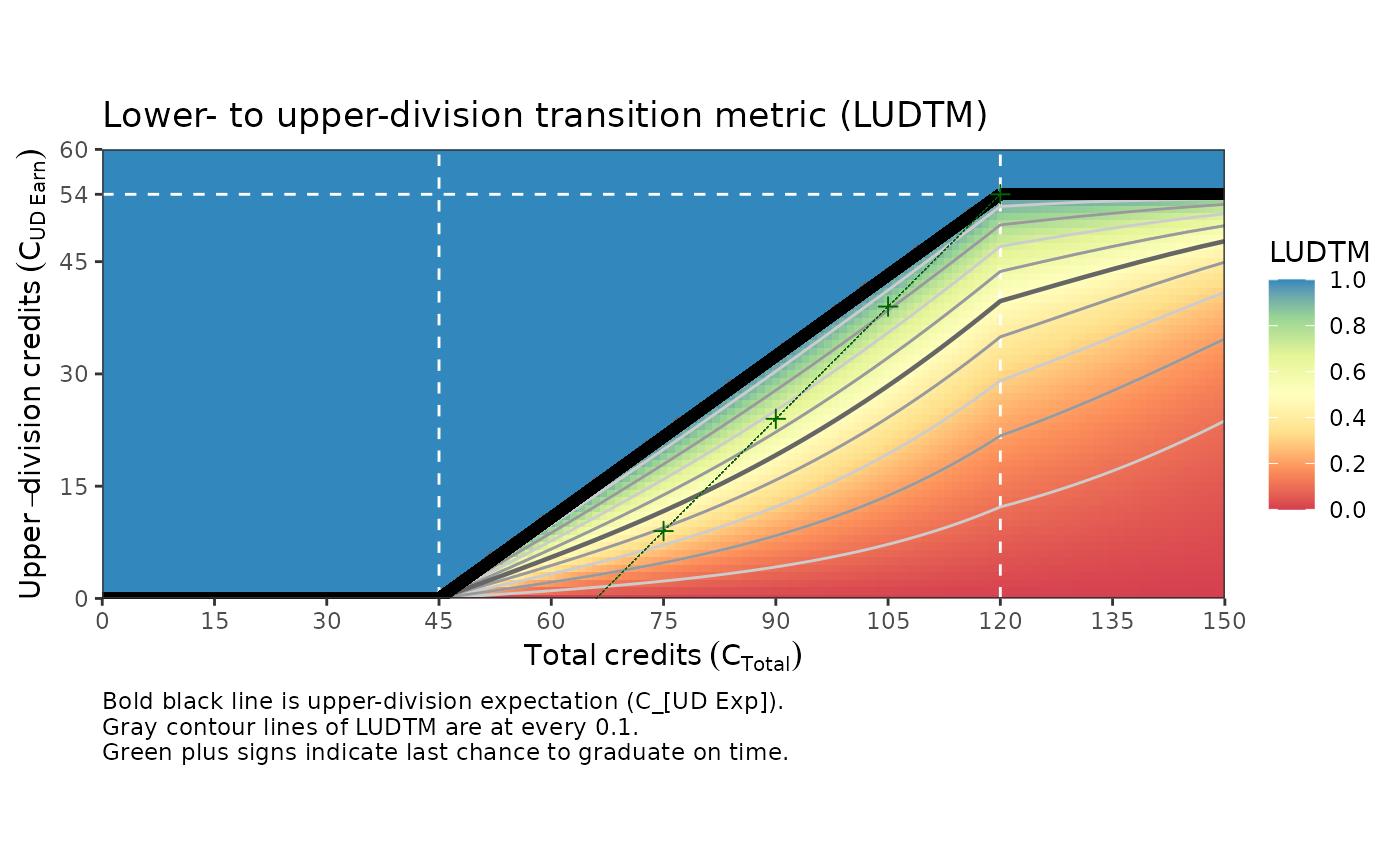 Lower- to upper-division transition metric (LUDTM)
Upper −division credits (C_UD Earn)
60
54
45
30
15
0
0 15 30 45 60 75 90 105 120 135 150
Total credits (C_Total)
LUDTM
1.0
0.8
0.6
0.4
0.2
0.0
Bold black line is upper-division expectation (C_[UD Exp]).
Gray contour lines of LUDTM are at every 0.1.
Green plus signs indicate last chance to graduate on time.